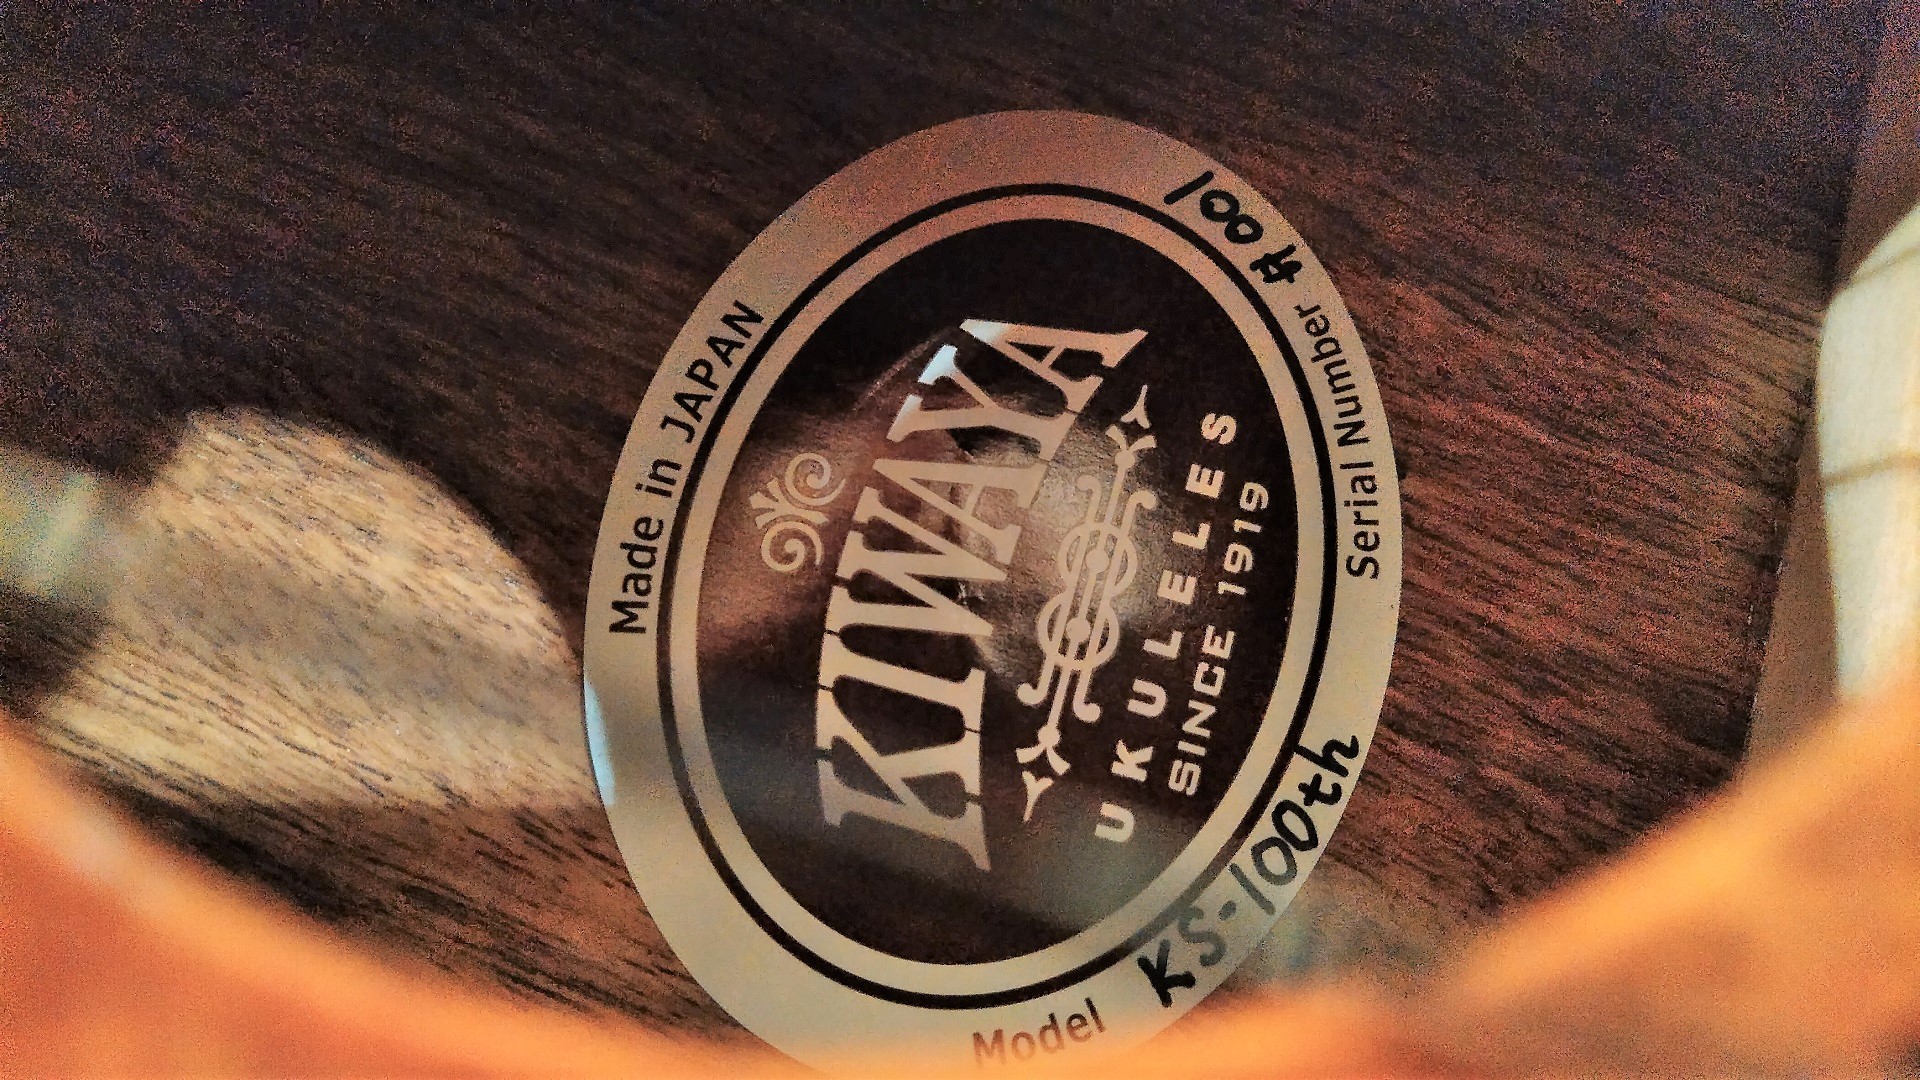 Made in JAPAN
KIWAYA
UKULELES
SINCE 1919
Model KS-100th
Serial Number #001